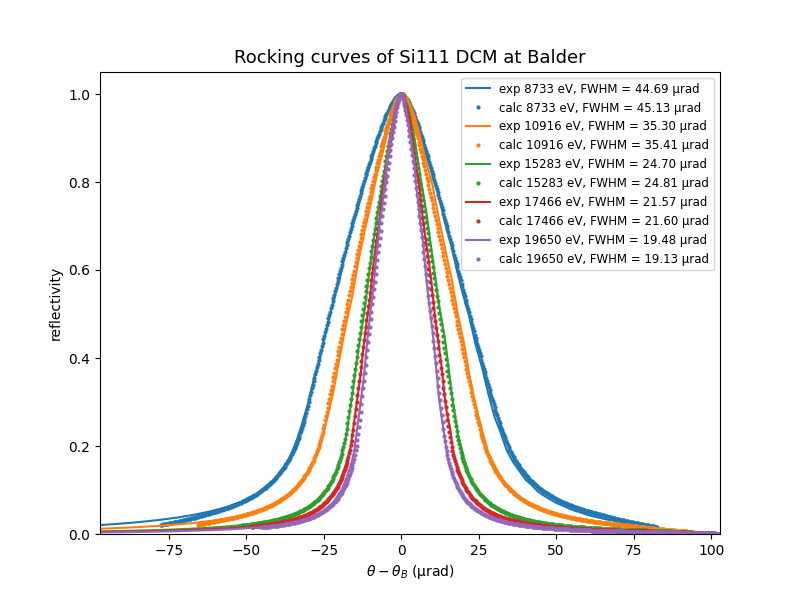 Rocking curves of Si111 DCM at Balder
exp 8733 eV, FWHM = 44.69 μrad
calc 8733 eV, FWHM = 45.13 μrad
exp 10916 eV, FWHM = 35.30 μrad
calc 10916 eV, FWHM = 35.41 μrad
exp 15283 eV, FWHM = 24.70 μrad
calc 15283 eV, FWHM = 24.81 μrad
exp 17466 eV, FWHM = 21.57 μrad
calc 17466 eV, FWHM = 21.60 μrad
exp 19650 eV, FWHM = 19.48 μrad
calc 19650 eV, FWHM = 19.13 μrad
reflectivity
1.0
0.8
0.6
0.4
0.2
0.0
−75 −50 −25 0 25 50 75 100
θ − θ_B (μrad)